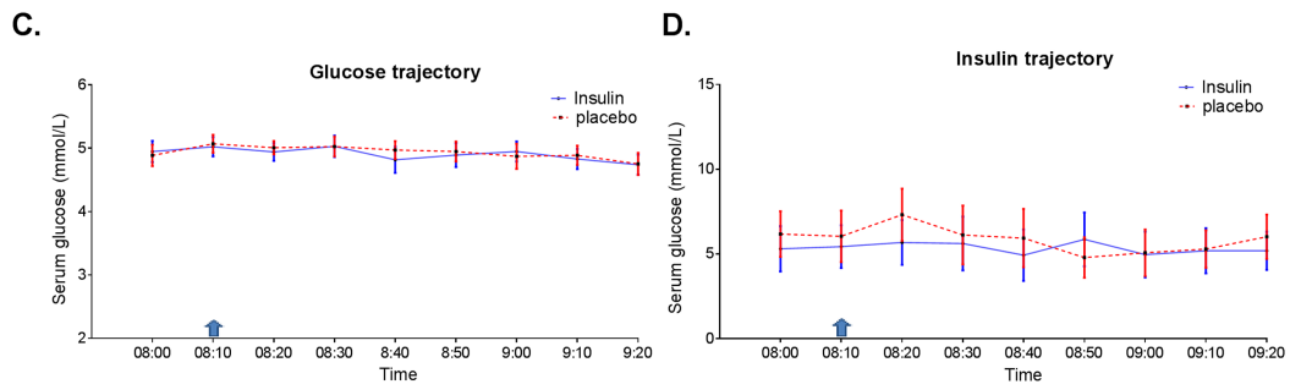 C.
Glucose trajectory
Insulin
placebo
Serum glucose (mmol/L)
6
5
4
3
2
08:00 08:10 08:20 08:30 8:40 8:50 9:00 9:10 9:20
Time
D.
Insulin trajectory
Insulin
placebo
Serum glucose (mmol/L)
15
10
5
0
08:00 08:10 08:20 08:30 08:40 08:50 09:00 09:10 09:20
Time